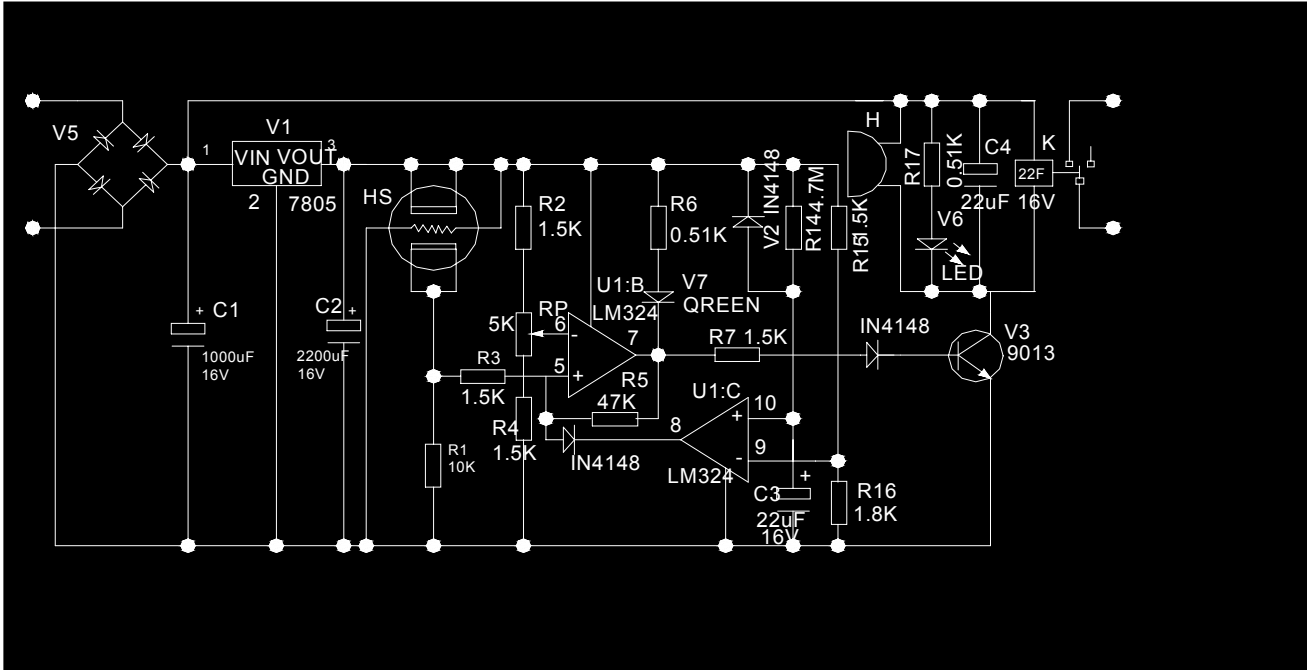 V5
1
V1
3
VIN VOUT
GND
2
7805
HS
+
C1
1000uF
16V
C2
+
2200uF
16V
R2
1.5K
5K
RP
R3
1.5K
R4
1.5K
R1
10K
R6
0.51K
U1:B
LM324
V7
QREEN
6
-
7
5
+
R5
47K
R7 1.5K
IN4148
U1:C
8
+
10
-
9
LM324
V2 IN4148
R14
4.7M
R15
1.5K
C3
+
22uF
16V
R16
1.8K
H
R17
0.51K
C4
22uF
16V
K
22F
V6
LED
IN4148
V3
9013